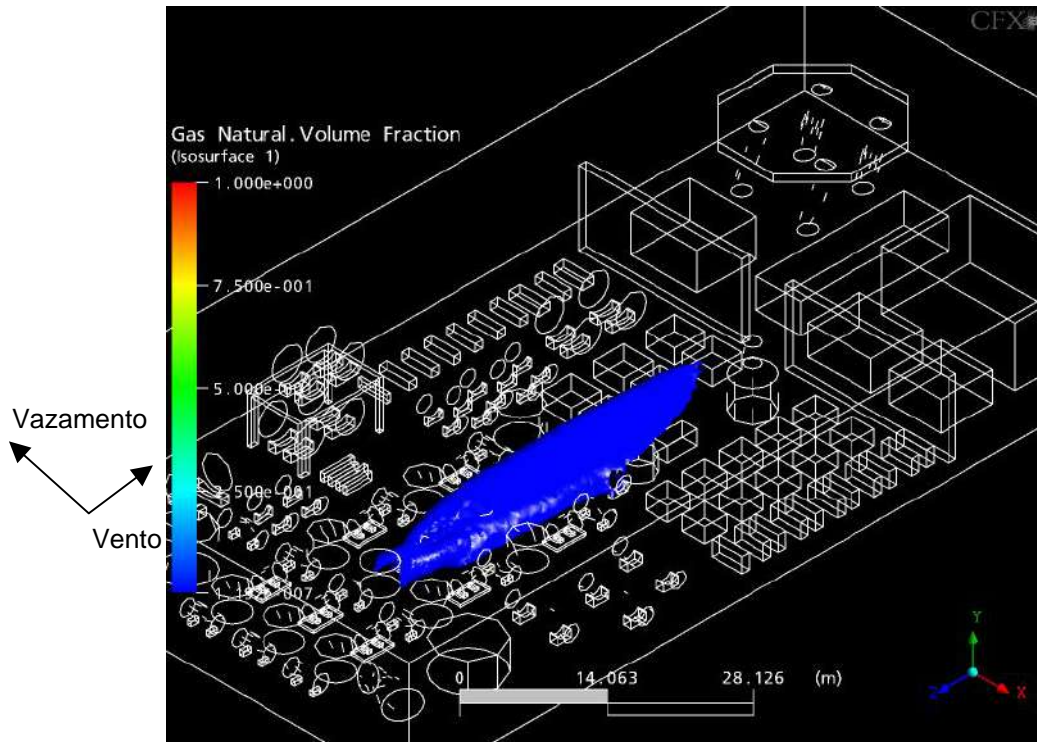 CFX
Gas Natural.Volume Fraction
(Isosurface 1)
1.000e+000
7.500e-001
Vazamento
Vento
0 14.063 28.126 (m)
Y
Z
X